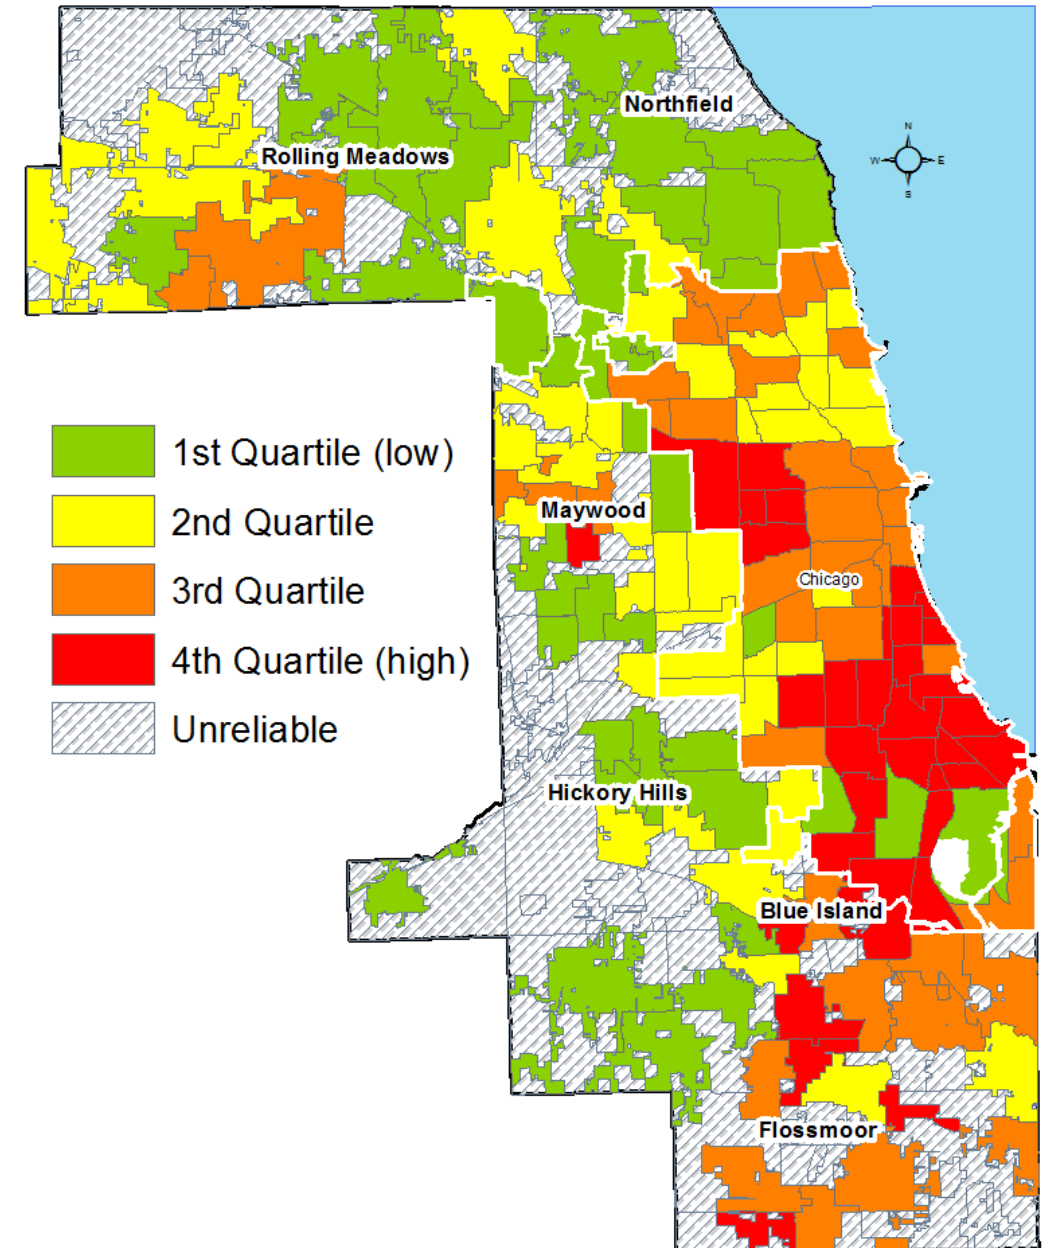 Northfield
N
W
E
S
Rolling Meadows
1st Quartile (low)
2nd Quartile
Maywood
3rd Quartile
Chicago
4th Quartile (high)
Unreliable
Hickory Hills
Blue Island
Flossmoor